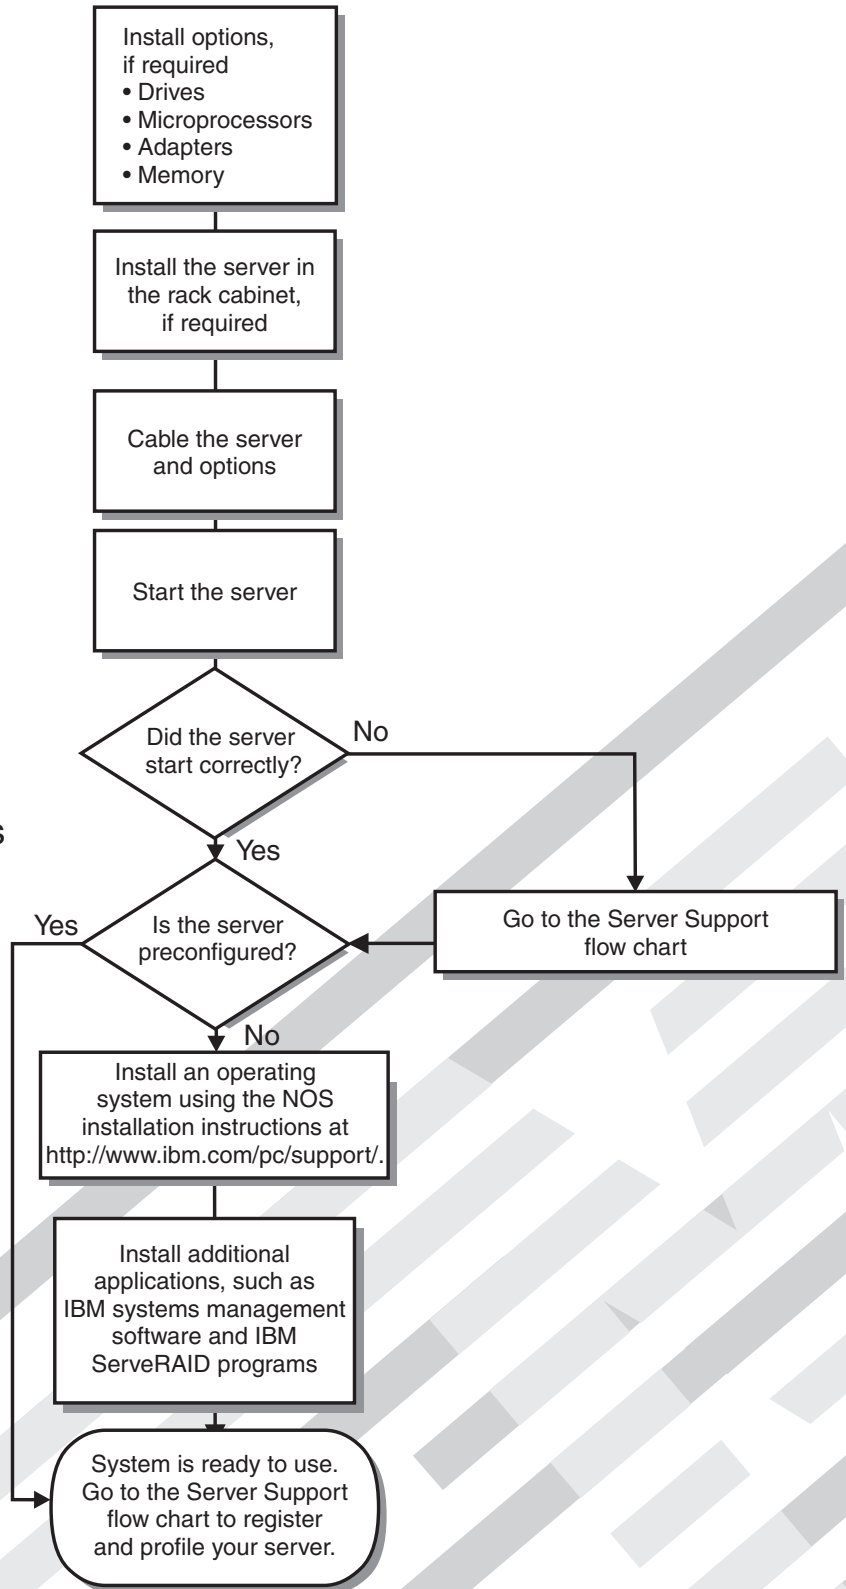 Install options,
if required
• Drives
• Microprocessors
• Adapters
• Memory
Install the server in
the rack cabinet,
if required
Cable the server
and options
Start the server
Did the server
start correctly?
No
Yes
s
Is the server
preconfigured?
Yes
Go to the Server Support
flow chart
No
Install an operating
system using the NOS
installation instructions at
http://www.ibm.com/pc/support/.
Install additional
applications, such as
IBM systems management
software and IBM
ServeRAID programs
System is ready to use.
Go to the Server Support
flow chart to register
and profile your server.